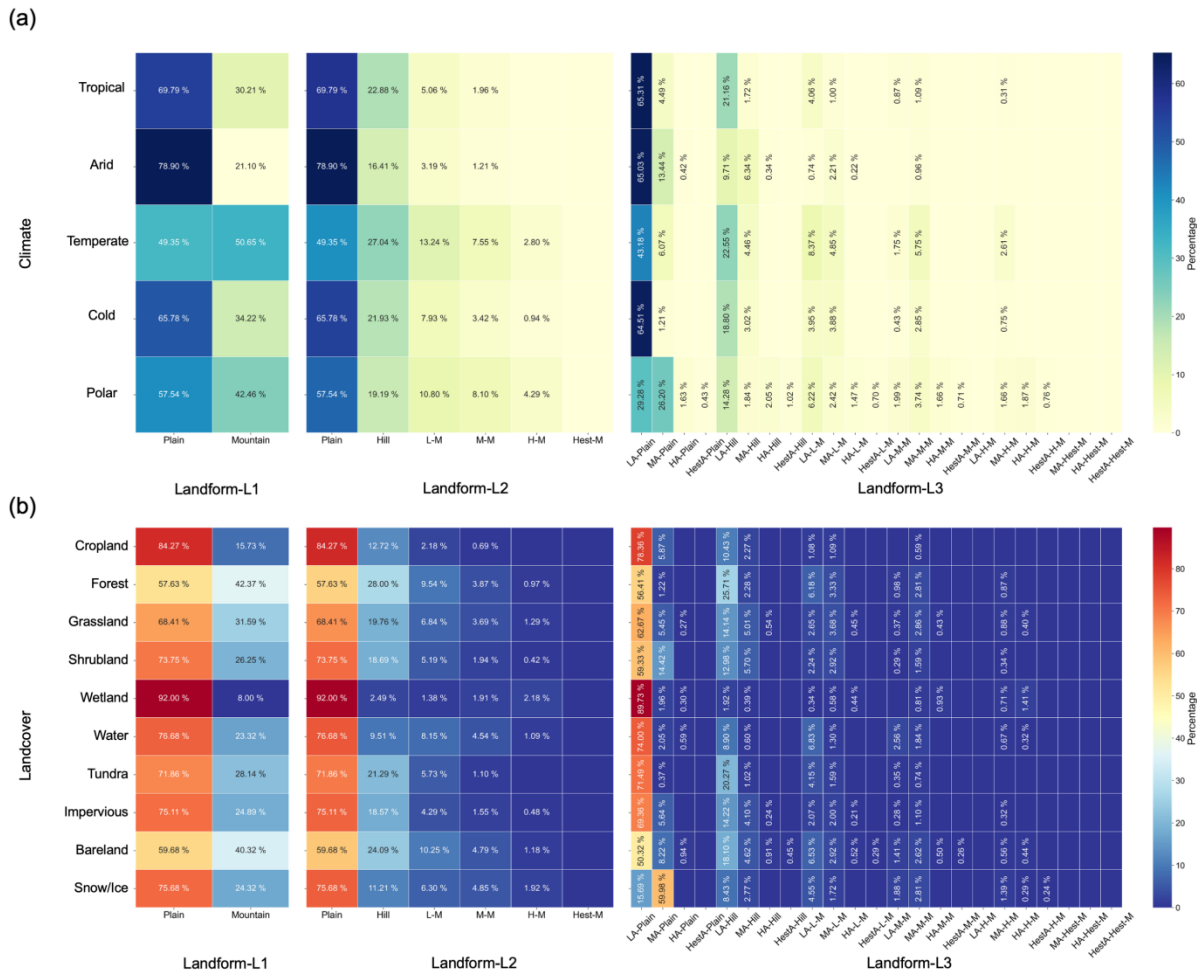 (a)
Climate
Tropical 69.79 % 30.21 % 69.79 % 22.88 % 5.06 % 1.96 % 65.31 % 4.49 % 21.16 % 1.72 % 4.06 % 1.00 % 0.87 % 1.09 % 0.31 %
Arid 78.90 % 21.10 % 78.90 % 16.41 % 3.19 % 1.21 % 65.03 % 13.44 % 0.42 % 9.71 % 6.34 % 0.34 % 0.74 % 2.21 % 0.22 % 0.96 %
Temperate 49.35 % 50.65 % 49.35 % 27.04 % 13.24 % 7.55 % 2.80 % 43.18 % 6.07 % 22.55 % 4.46 % 8.37 % 4.85 % 1.75 % 5.75 % 2.61 %
Cold 65.78 % 34.22 % 65.78 % 21.93 % 7.93 % 3.42 % 0.94 % 64.51 % 1.21 % 18.80 % 3.02 % 3.95 % 3.88 % 0.43 % 2.85 % 0.75 %
Polar 57.54 % 42.46 % 57.54 % 19.19 % 10.80 % 8.10 % 4.29 % 29.28 % 26.20 % 1.63 % 0.43 % 14.28 % 1.84 % 2.05 % 1.02 % 6.22 % 2.42 % 1.47 % 0.70 % 1.99 % 3.74 % 1.66 % 0.71 % 1.66 % 1.87 % 0.76 %
Plain Mountain
Plain Hill L-M M-M H-M Hest-M
LA-Plain MA-Plain HA-Plain HestA-Plain LA-Hill MA-Hill HA-Hill HestA-Hill LA-L-M MA-L-M HA-L-M HestA-L-M LA-M-M MA-M-M HA-M-M HestA-M-M LA-H-M MA-H-M HA-H-M HestA-H-M MA-Hest-M HA-Hest-M HestA-Hest-M
Landform-L1 Landform-L2 Landform-L3
60
50
40
30
20
10
Percentage
(b)
Landcover
Cropland 84.27 % 15.73 % 84.27 % 12.72 % 2.18 % 0.69 % 78.36 % 5.87 % 10.43 % 2.27 % 1.08 % 1.09 % 0.59 %
Forest 57.63 % 42.37 % 57.63 % 28.00 % 9.54 % 3.87 % 0.97 % 56.41 % 1.22 % 25.71 % 2.28 % 6.18 % 3.33 % 0.98 % 2.81 % 0.87 %
Grassland 68.41 % 31.59 % 68.41 % 19.76 % 6.84 % 3.69 % 1.29 % 62.67 % 5.45 % 0.27 % 14.14 % 5.01 % 0.54 % 2.65 % 3.68 % 0.45 % 0.37 % 2.86 % 0.43 % 0.88 % 0.40 %
Shrubland 73.75 % 26.25 % 73.75 % 18.69 % 5.19 % 1.94 % 0.42 % 59.33 % 14.42 % 12.98 % 5.70 % 2.24 % 2.92 % 0.29 % 1.59 % 0.34 %
Wetland 92.00 % 8.00 % 92.00 % 2.49 % 1.38 % 1.91 % 2.18 % 89.73 % 1.96 % 0.30 % 1.92 % 0.39 % 0.34 % 0.58 % 0.44 % 0.81 % 0.93 % 0.71 % 1.41 %
Water 76.68 % 23.32 % 76.68 % 9.51 % 8.15 % 4.54 % 1.09 % 74.00 % 2.05 % 0.59 % 8.90 % 0.60 % 6.83 % 1.30 % 2.56 % 1.84 % 0.67 % 0.32 %
Tundra 71.86 % 28.14 % 71.86 % 21.29 % 5.73 % 1.10 % 71.49 % 0.37 % 20.27 % 1.02 % 4.15 % 1.59 % 0.35 % 0.74 %
Impervious 75.11 % 24.89 % 75.11 % 18.57 % 4.29 % 1.55 % 0.48 % 69.36 % 5.64 % 14.22 % 4.10 % 0.24 % 2.07 % 2.00 % 0.21 % 0.28 % 1.10 % 0.32 %
Bareland 59.68 % 40.32 % 59.68 % 24.09 % 10.25 % 4.79 % 1.18 % 50.32 % 8.22 % 0.94 % 18.10 % 4.62 % 0.91 % 0.45 % 6.53 % 2.92 % 0.52 % 0.29 % 1.41 % 2.62 % 0.50 % 0.26 % 0.56 % 0.44 %
Snow/Ice 75.68 % 24.32 % 75.68 % 11.21 % 6.30 % 4.85 % 1.92 % 15.69 % 59.98 % 8.43 % 2.77 % 4.55 % 1.72 % 1.88 % 2.81 % 1.39 % 0.29 % 0.24 %
Plain Mountain
Plain Hill L-M M-M H-M Hest-M
LA-Plain MA-Plain HA-Plain HestA-Plain LA-Hill MA-Hill HA-Hill HestA-Hill LA-L-M MA-L-M HA-L-M HestA-L-M LA-M-M MA-M-M HA-M-M HestA-M-M LA-H-M MA-H-M HA-H-M HestA-H-M MA-Hest-M HA-Hest-M HestA-Hest-M
Landform-L1 Landform-L2 Landform-L3
80
70
60
50
40
30
20
10
Percentage